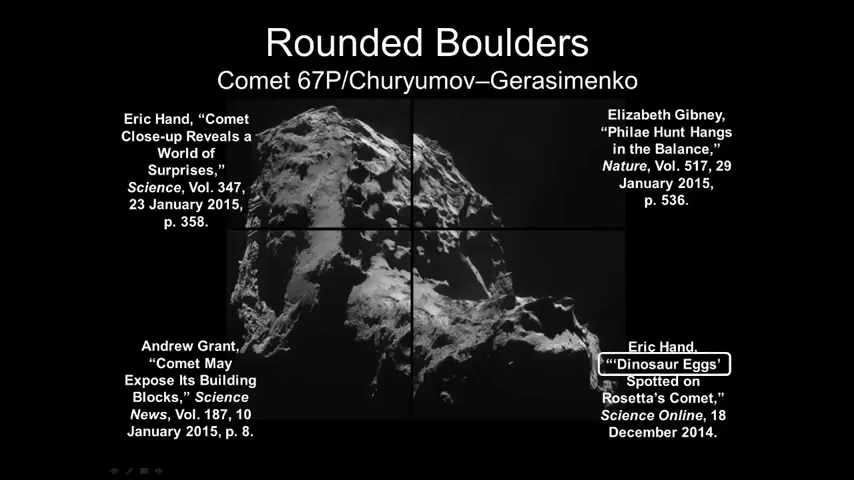 Rounded Boulders
Comet 67P/Churyumov–Gerasimenko
Eric Hand, “Comet
Close-up Reveals a
World of
Surprises,”
Science, Vol. 347,
23 January 2015,
p. 358.
Elizabeth Gibney,
“Philae Hunt Hangs
in the Balance,”
Nature, Vol. 517, 29
January 2015,
p. 536.
Andrew Grant,
“Comet May
Expose Its Building
Blocks,” Science
News, Vol. 187, 10
January 2015, p. 8.
Eric Hand,
“‘Dinosaur Eggs’
Spotted on
Rosetta’s Comet,”
Science Online, 18
December 2014.